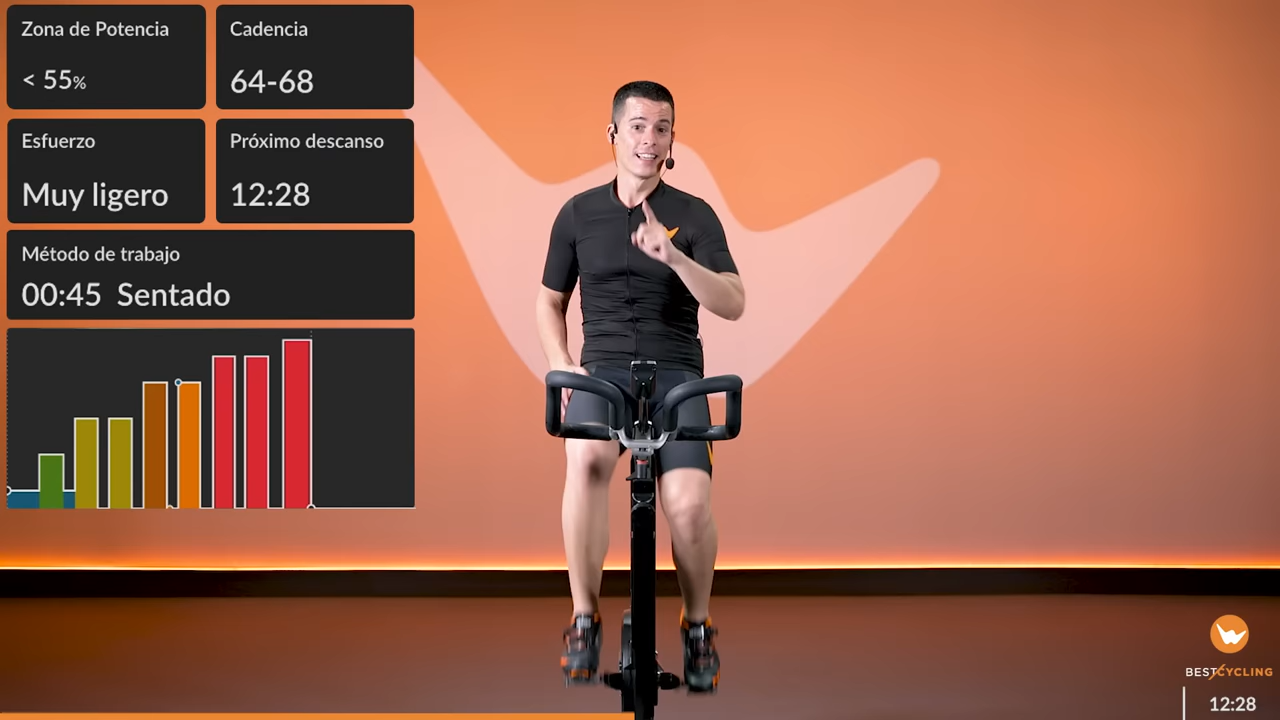 Zona de Potencia
< 55%
Cadencia
64-68
Esfuerzo
Muy ligero
Próximo descanso
12:28
Método de trabajo
00:45 Sentado
BESTCYCLING
12:28